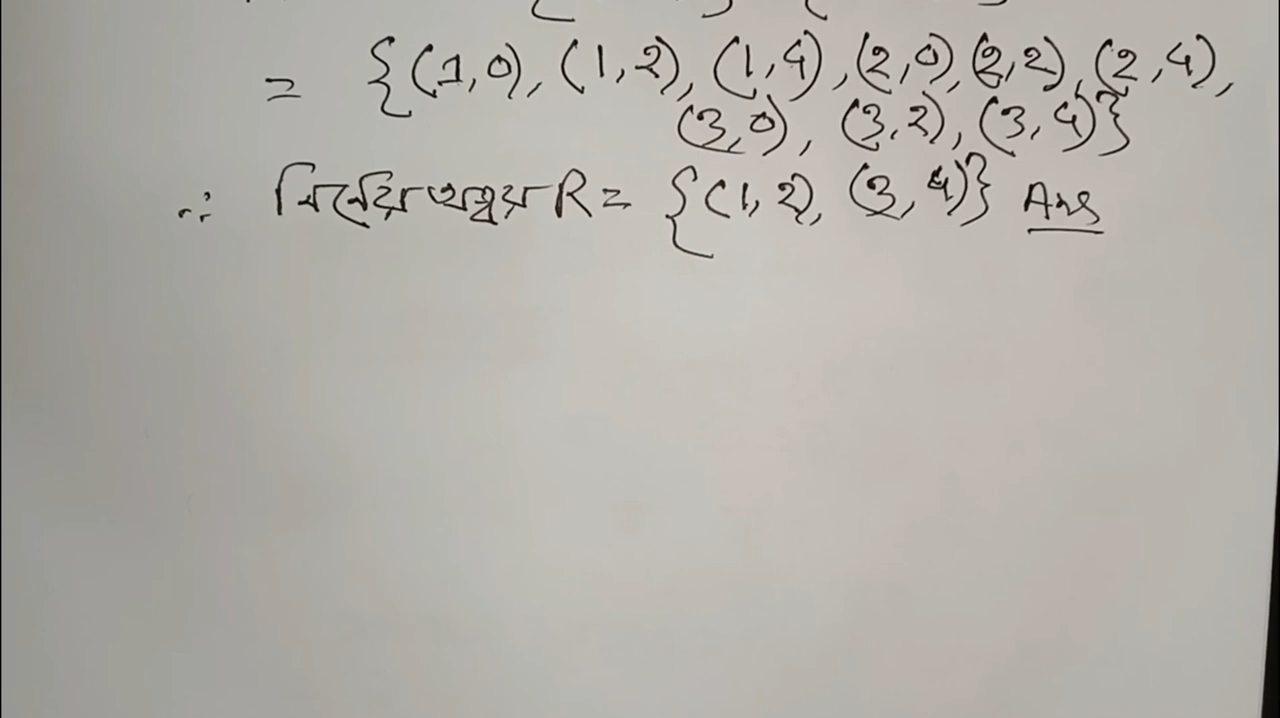 = {(1,0), (1,2), (1,4), (2,0), (2,2), (2,4),
(3,0), (3,2), (3,4)}
∴ নির্নেয় অন্বয় R = {(1,2), (3,4)} Ans